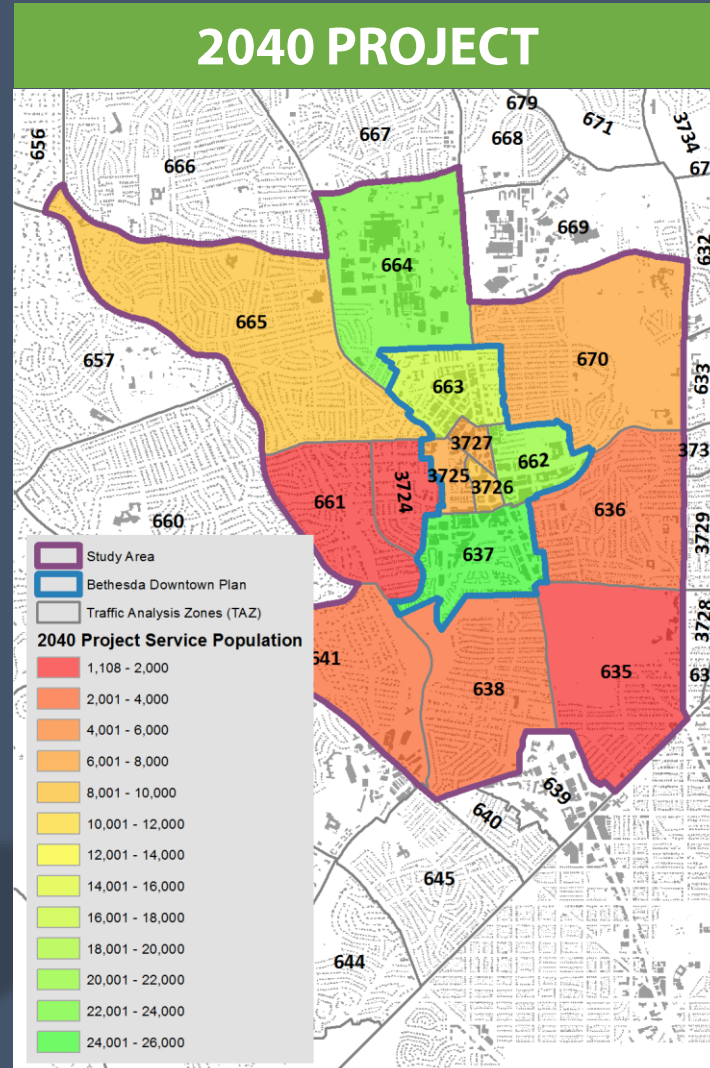 2040 PROJECT
679
671
3734
667
668
656
666
67
669
632
664
665
670
657
633
663
3727
373
662
3725
3724
3726
661
636
660
3729
637
Study Area
Bethesda Downtown Plan
Traffic Analysis Zones (TAZ)
3728
2040 Project Service Population
641
1,108 - 2,000
635
63
638
2,001 - 4,000
4,001 - 6,000
6,001 - 8,000
8,001 - 10,000
639
640
10,001 - 12,000
12,001 - 14,000
645
14,001 - 16,000
16,001 - 18,000
18,001 - 20,000
644
20,001 - 22,000
22,001 - 24,000
24,001 - 26,000